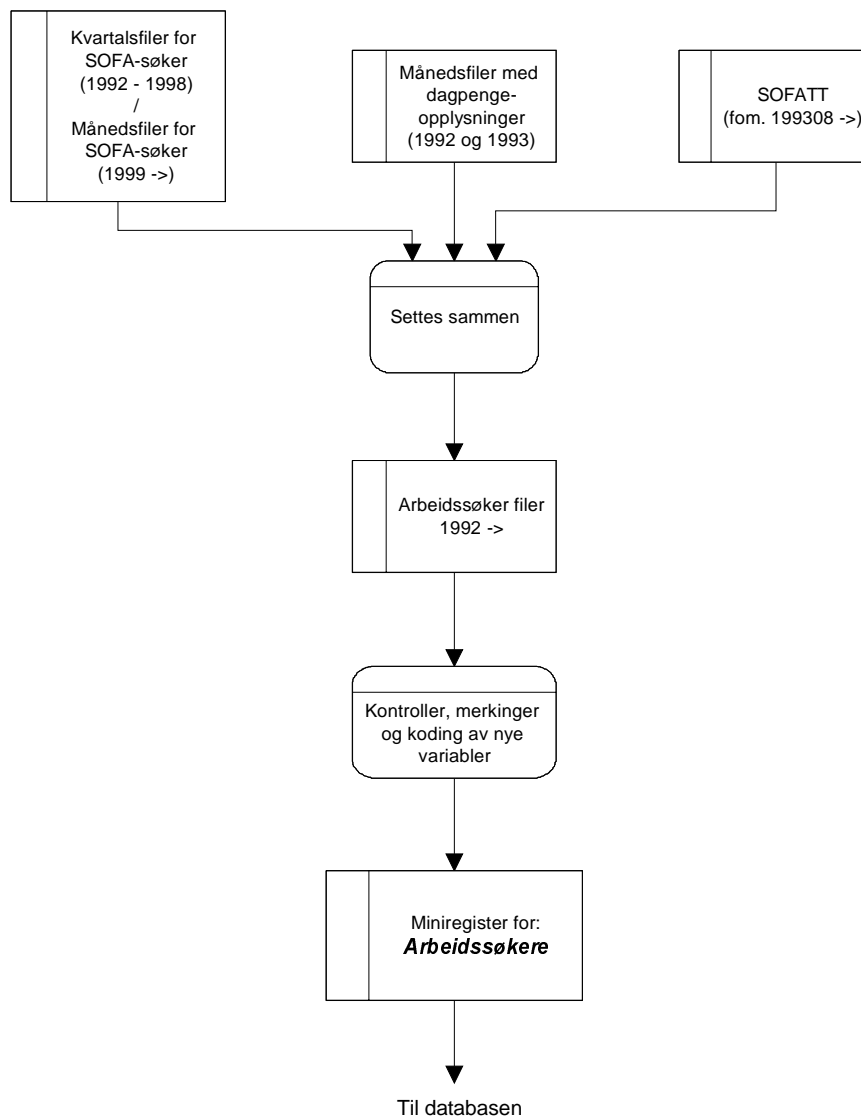 Kvartalsfiler for
SOFA-søker
(1992 - 1998)
/
Månedsfiler for
SOFA-søker
(1999 ->)
Månedsfiler med
dagpenge-
opplysninger
(1992 og 1993)
SOFATT
(fom. 199308 ->)
Settes sammen
Arbeidssøker filer
1992 ->
Kontroller, merkinger
og koding av nye
variabler
Miniregister for:
Arbeidssøkere
Til databasen